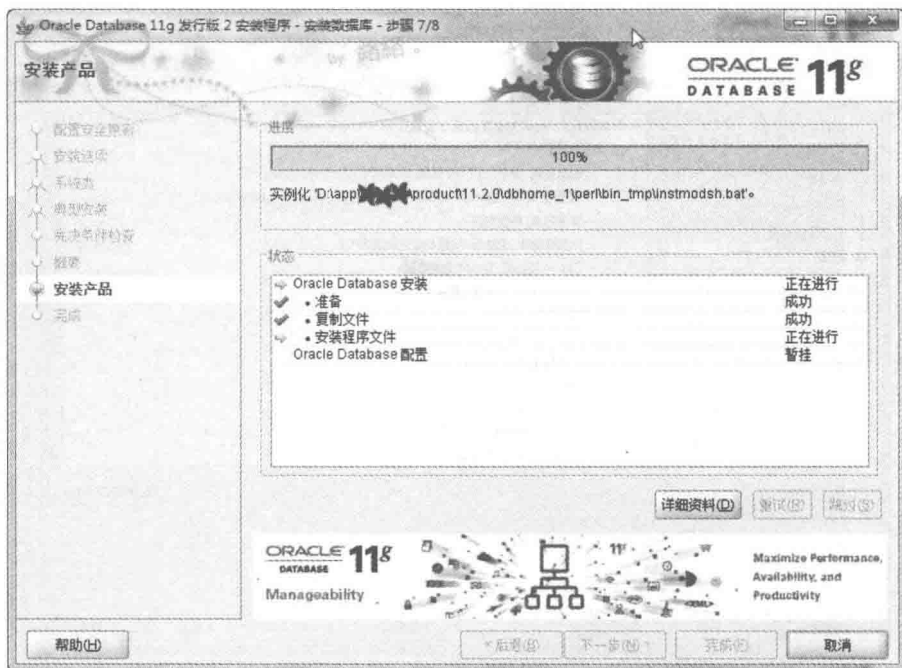 Oracle Database 11g 发行版 2 安装程序 - 安装数据库 - 步骤 7/8
安装产品
ORACLE
DATABASE 11g
配置安全更新
安装选项
系统类
典型安装
先决条件检查
概要
安装产品
完成
进度
100%
实例化 'D:\app\ \product\11.2.0\dbhome_1\perl\bin_tmp\instmodsh.bat'。
状态
Oracle Database 安装 正在进行
• 准备 成功
• 复制文件 成功
• 安装程序文件 正在进行
Oracle Database 配置 暂挂
详细资料(D) 重试(R) 跳过(S)
ORACLE
DATABASE 11g
Manageability
11g
Maximize Performance,
Availability, and
Productivity
帮助(H) < 后退(B) 下一步(N) > 完成(F) 取消